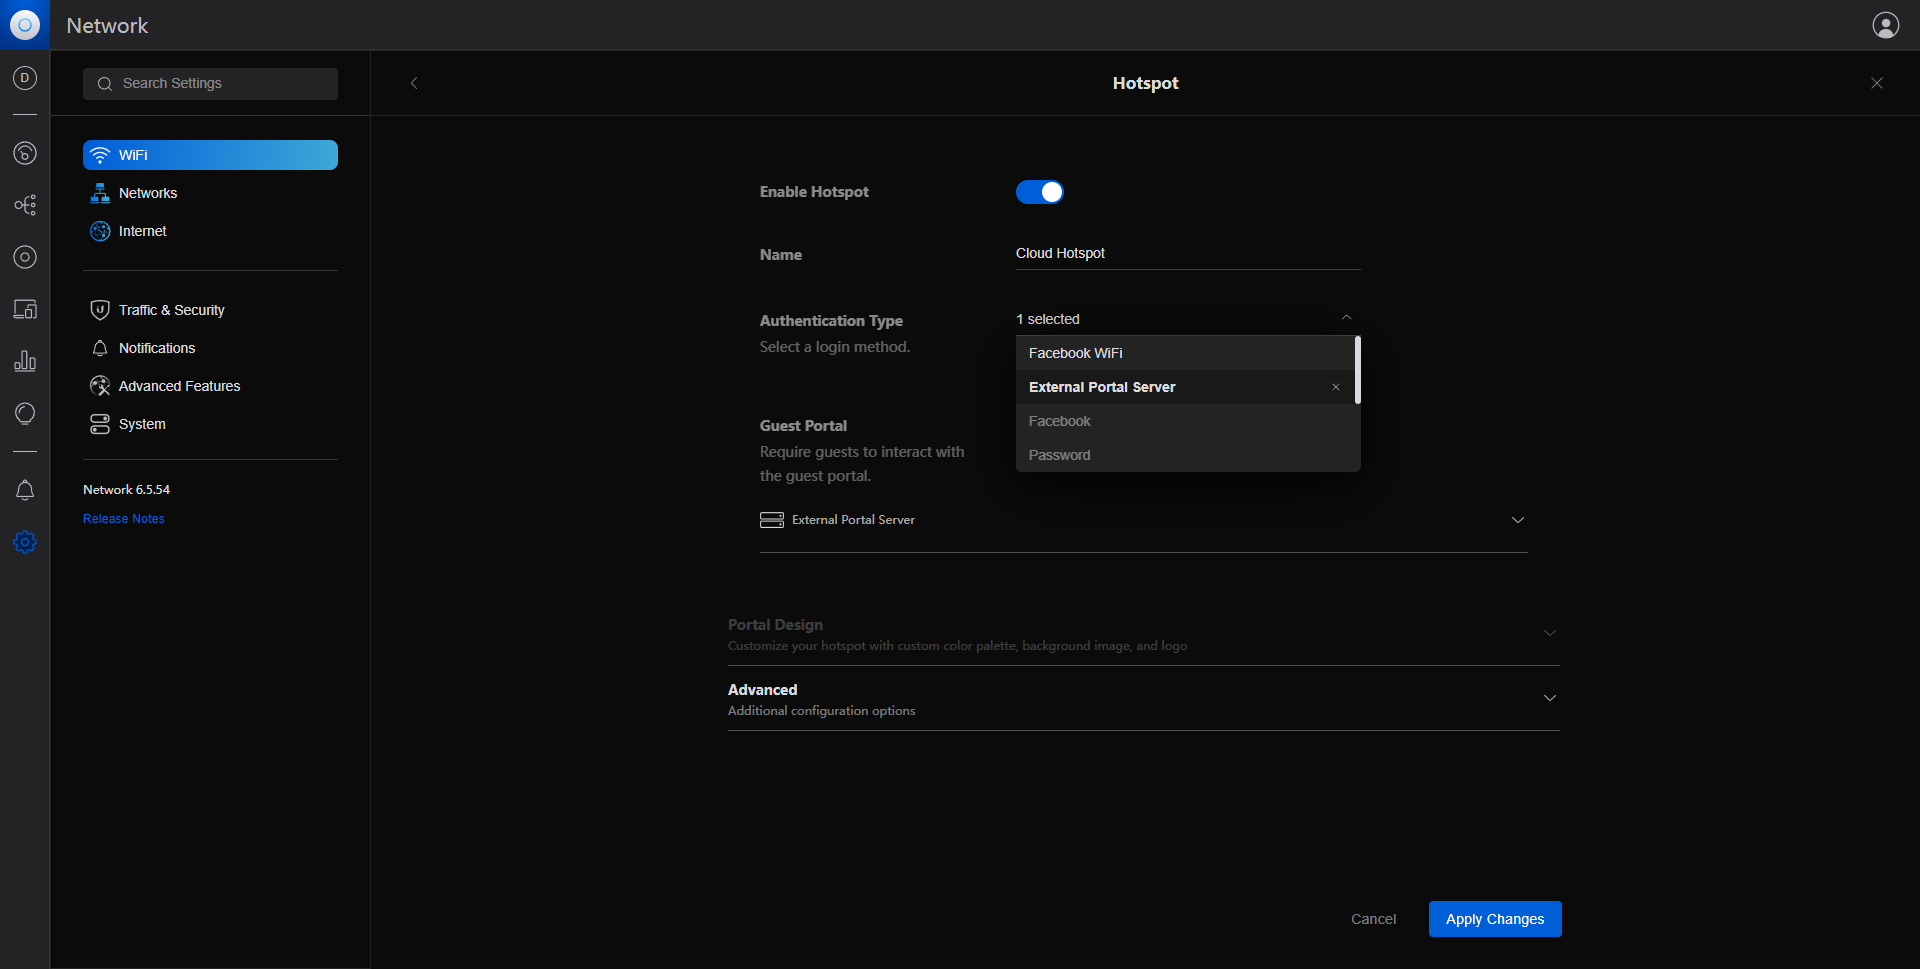 Network
D
Search Settings
Hotspot
WiFi
Networks
Internet
Traffic & Security
Notifications
Advanced Features
System
Network 6.5.54
Release Notes
Enable Hotspot
Name
Cloud Hotspot
Authentication Type
Select a login method.
1 selected
Facebook WiFi
External Portal Server
Facebook
Password
Guest Portal
Require guests to interact with
the guest portal.
External Portal Server
Portal Design
Customize your hotspot with custom color palette, background image, and logo
Advanced
Additional configuration options
Cancel
Apply Changes